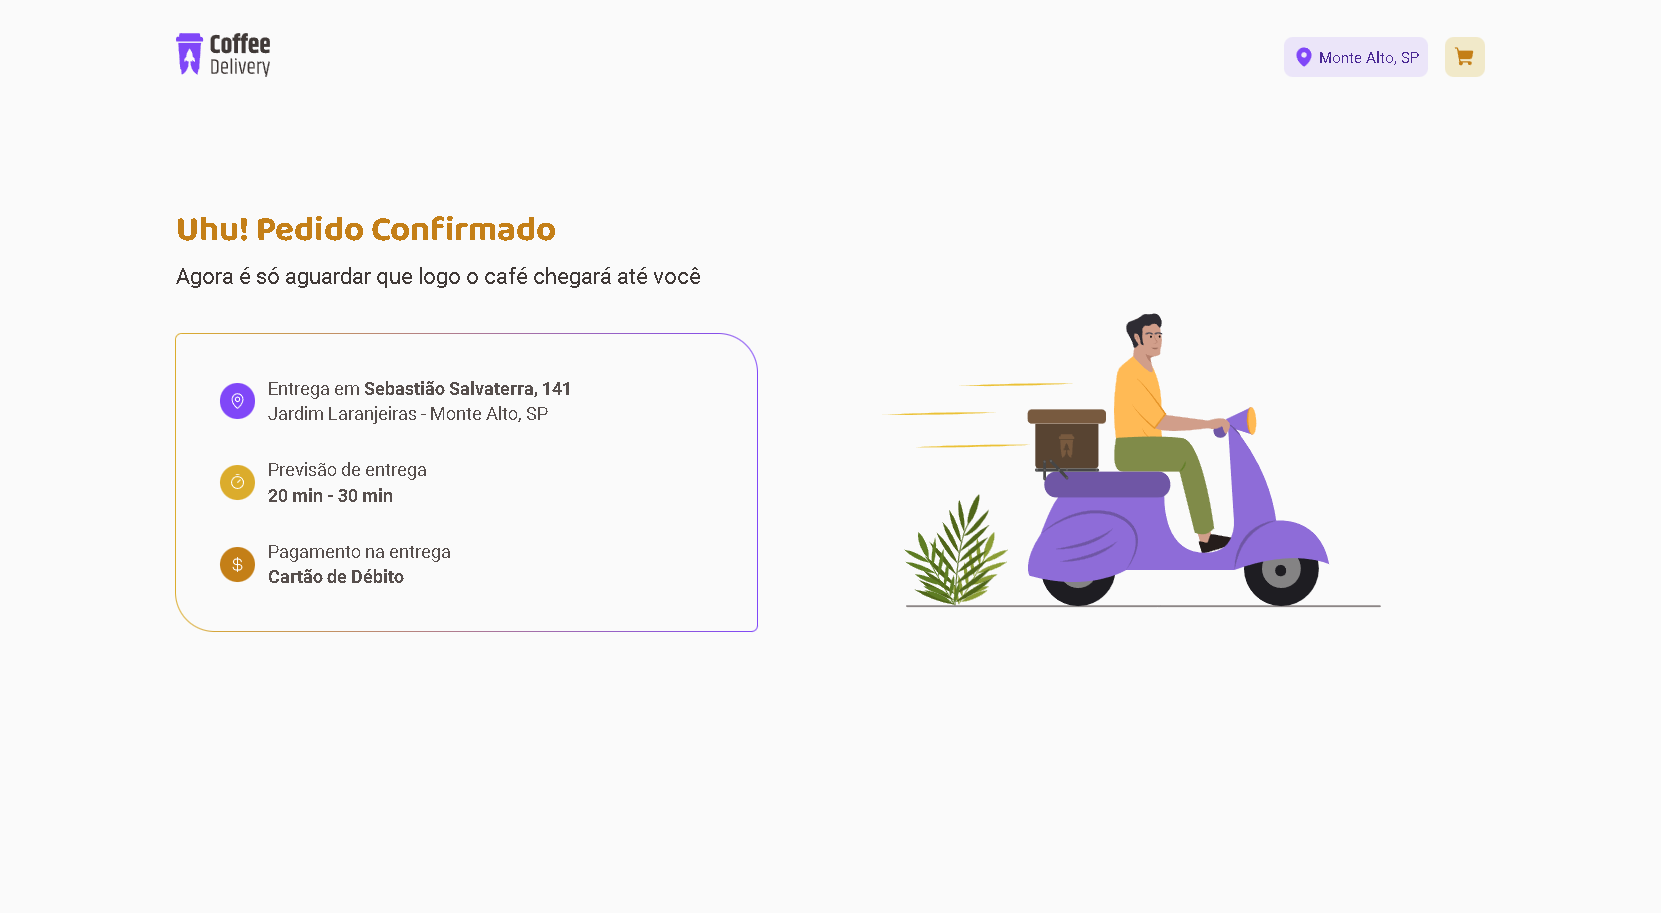 Coffee
Delivery
Monte Alto, SP
Uhu! Pedido Confirmado
Agora é só aguardar que logo o café chegará até você
Entrega em Sebastião Salvaterra, 141
Jardim Laranjeiras - Monte Alto, SP
Previsão de entrega
20 min - 30 min
Pagamento na entrega
Cartão de Débito